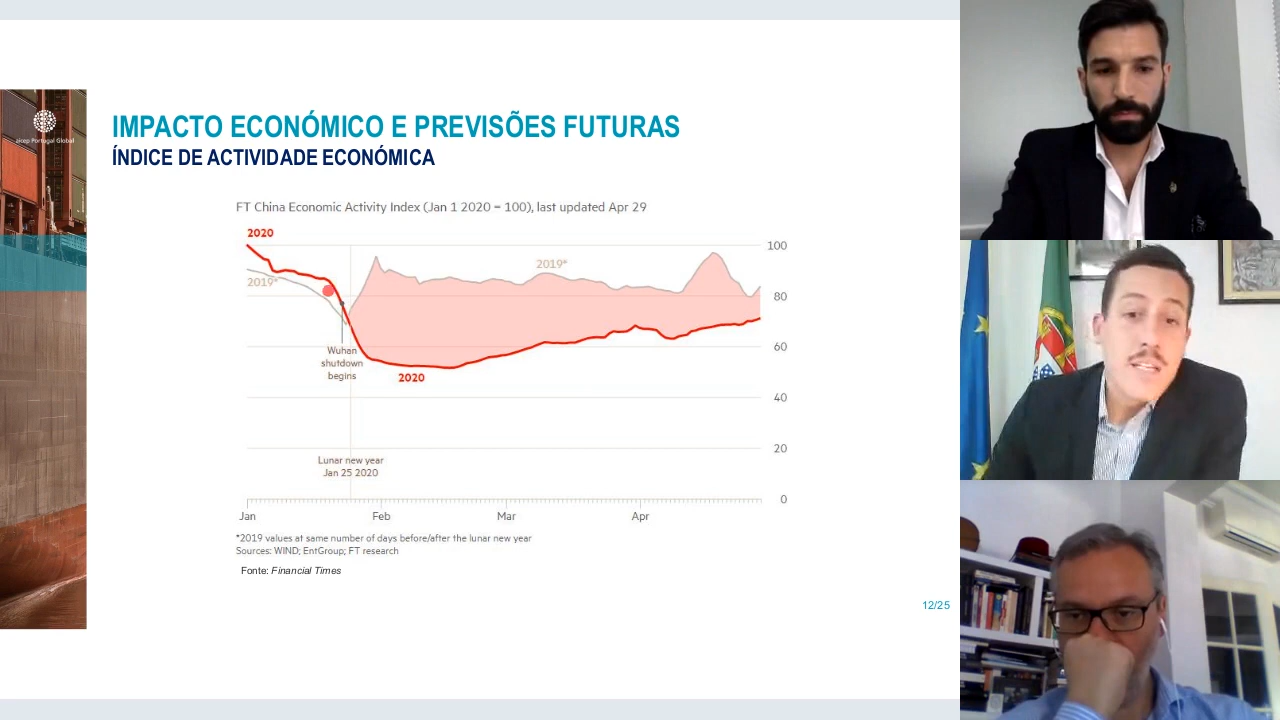 aicep Portugal Global
IMPACTO ECONÓMICO E PREVISÕES FUTURAS
ÍNDICE DE ACTIVIDADE ECONÓMICA
FT China Economic Activity Index (Jan 1 2020 = 100), last updated Apr 29
2020
100
2019*
2019*
80
Wuhan
shutdown
begins
60
2020
40
20
Lunar new year
Jan 25 2020
0
Jan
Feb
Mar
Apr
*2019 values at same number of days before/after the lunar new year
Sources: WIND; EntGroup; FT research
Fonte: Financial Times
12/25